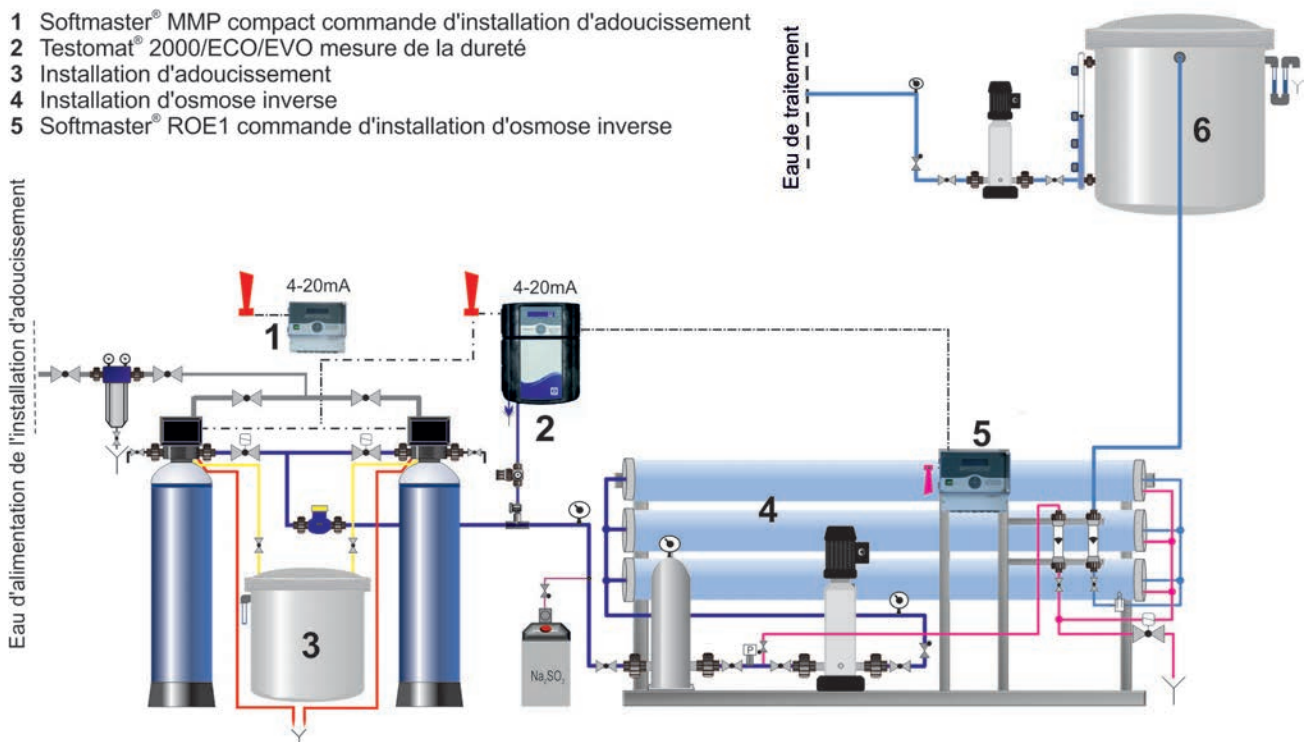 1 Softmaster® MMP compact commande d'installation d'adoucissement
2 Testomat® 2000/ECO/EVO mesure de la dureté
3 Installation d'adoucissement
4 Installation d'osmose inverse
5 Softmaster® ROE1 commande d'installation d'osmose inverse
Eau de traitement
6
Eau d'alimentation de l'installation d'adoucissement
4-20mA
1
4-20mA
2
5
4
3
Na₂SO₃
P